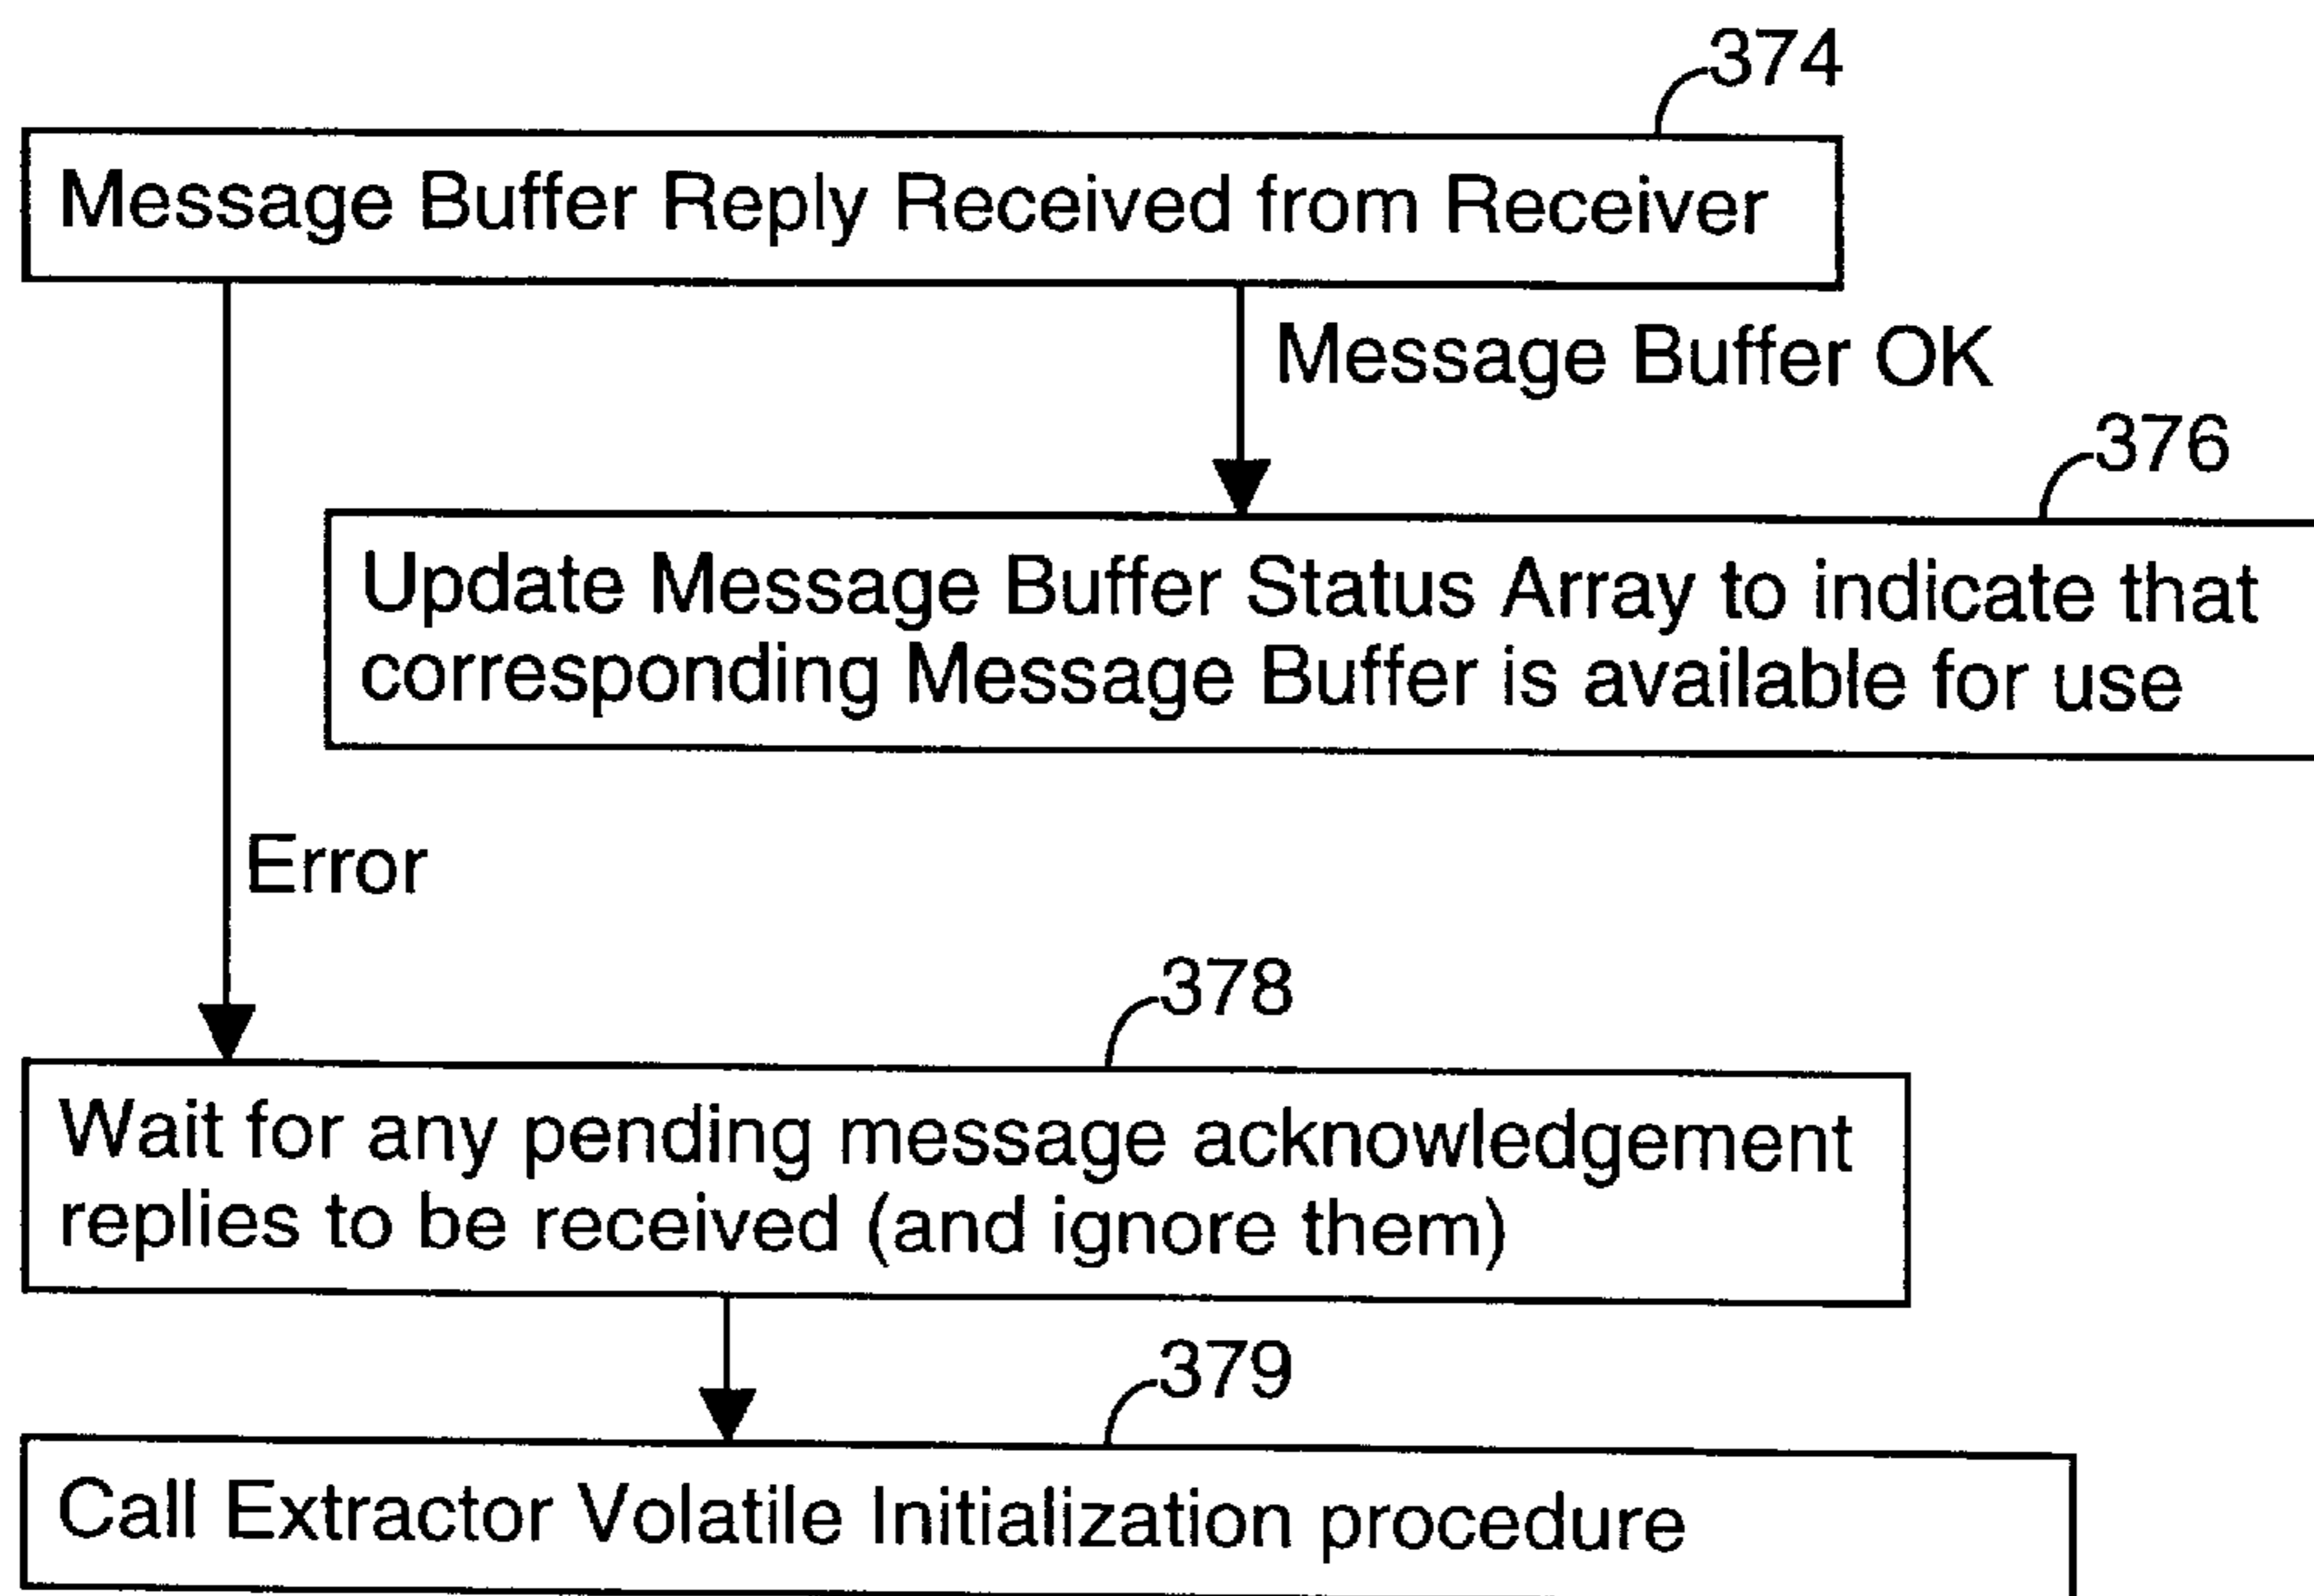 374
Message Buffer Reply Received from Receiver
Message Buffer OK
376
Update Message Buffer Status Array to indicate that
corresponding Message Buffer is available for use
Error
378
Wait for any pending message acknowledgement
replies to be received (and ignore them)
379
Call Extractor Volatile Initialization procedure